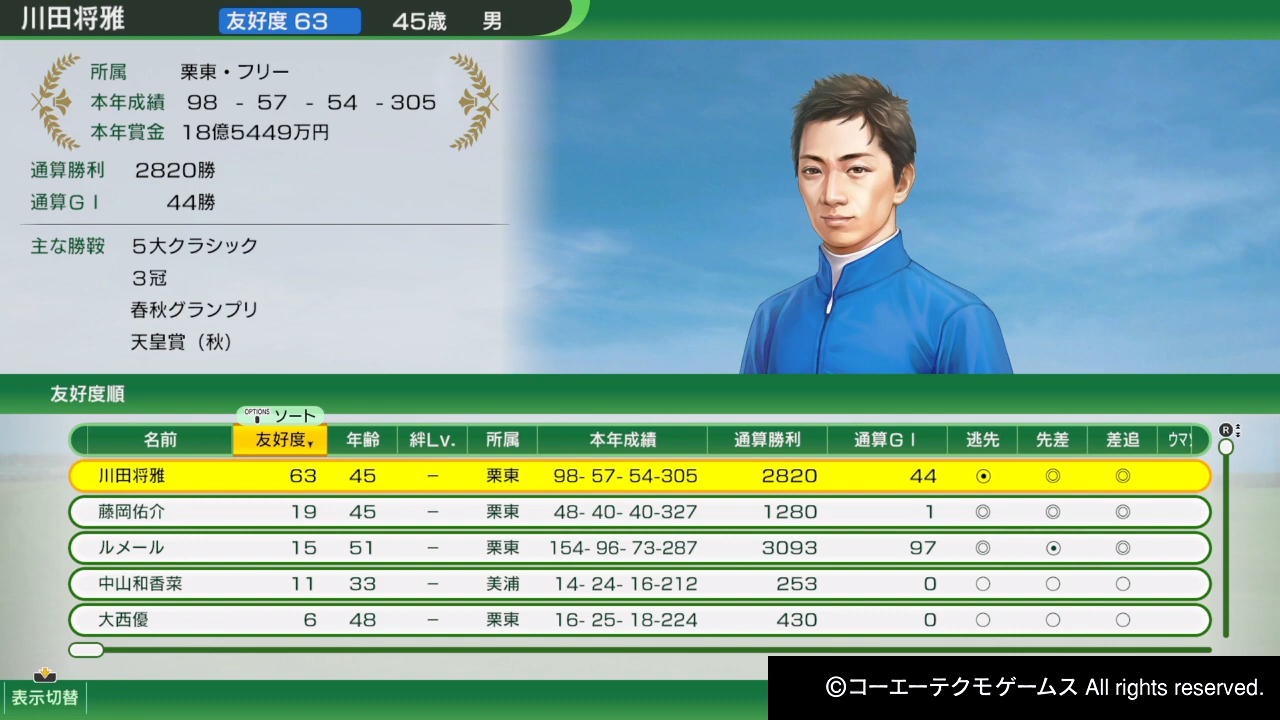 川田将雅 友好度 63 45歳 男
所属 栗東・フリー
本年成績 98 - 57 - 54 - 305
本年賞金 18億5449万円
通算勝利 2820勝
通算GⅠ 44勝
主な勝鞍 5大クラシック
3冠
春秋グランプリ
天皇賞（秋）
友好度順
OPTIONS ソート
名前 友好度▼ 年齢 絆Lv. 所属 本年成績 通算勝利 通算GⅠ 逃先 先差 差追 ウマソ R
川田将雅 63 45 － 栗東 98- 57- 54-305 2820 44 ⦿ ◎ ◎
藤岡佑介 19 45 － 栗東 48- 40- 40-327 1280 1 ◎ ◎ ◎
ルメール 15 51 － 栗東 154- 96- 73-287 3093 97 ◎ ⦿ ◎
中山和香菜 11 33 － 美浦 14- 24- 16-212 253 0 ○ ○ ○
大西優 6 48 － 栗東 16- 25- 18-224 430 0 ○ ○ ○
表示切替
©コーエーテクモゲームス All rights reserved.